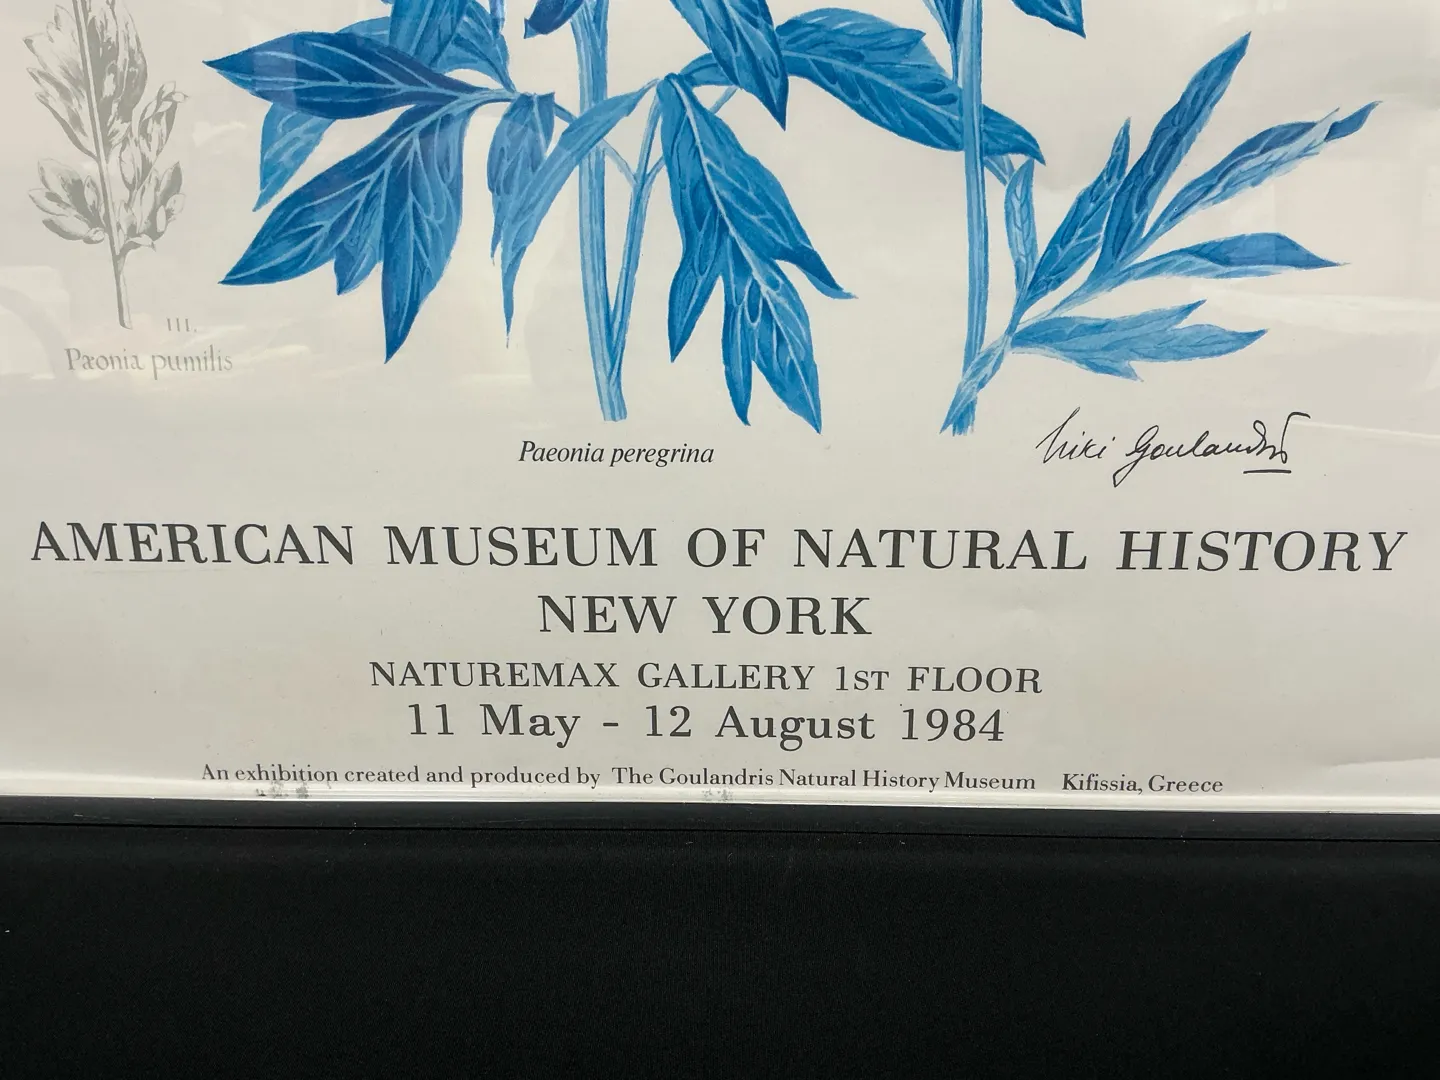 III.
Pæonia pumilis
Paeonia peregrina
Niki Goulandris
AMERICAN MUSEUM OF NATURAL HISTORY
NEW YORK
NATUREMAX GALLERY 1ST FLOOR
11 May - 12 August 1984
An exhibition created and produced by The Goulandris Natural History Museum Kifissia, Greece